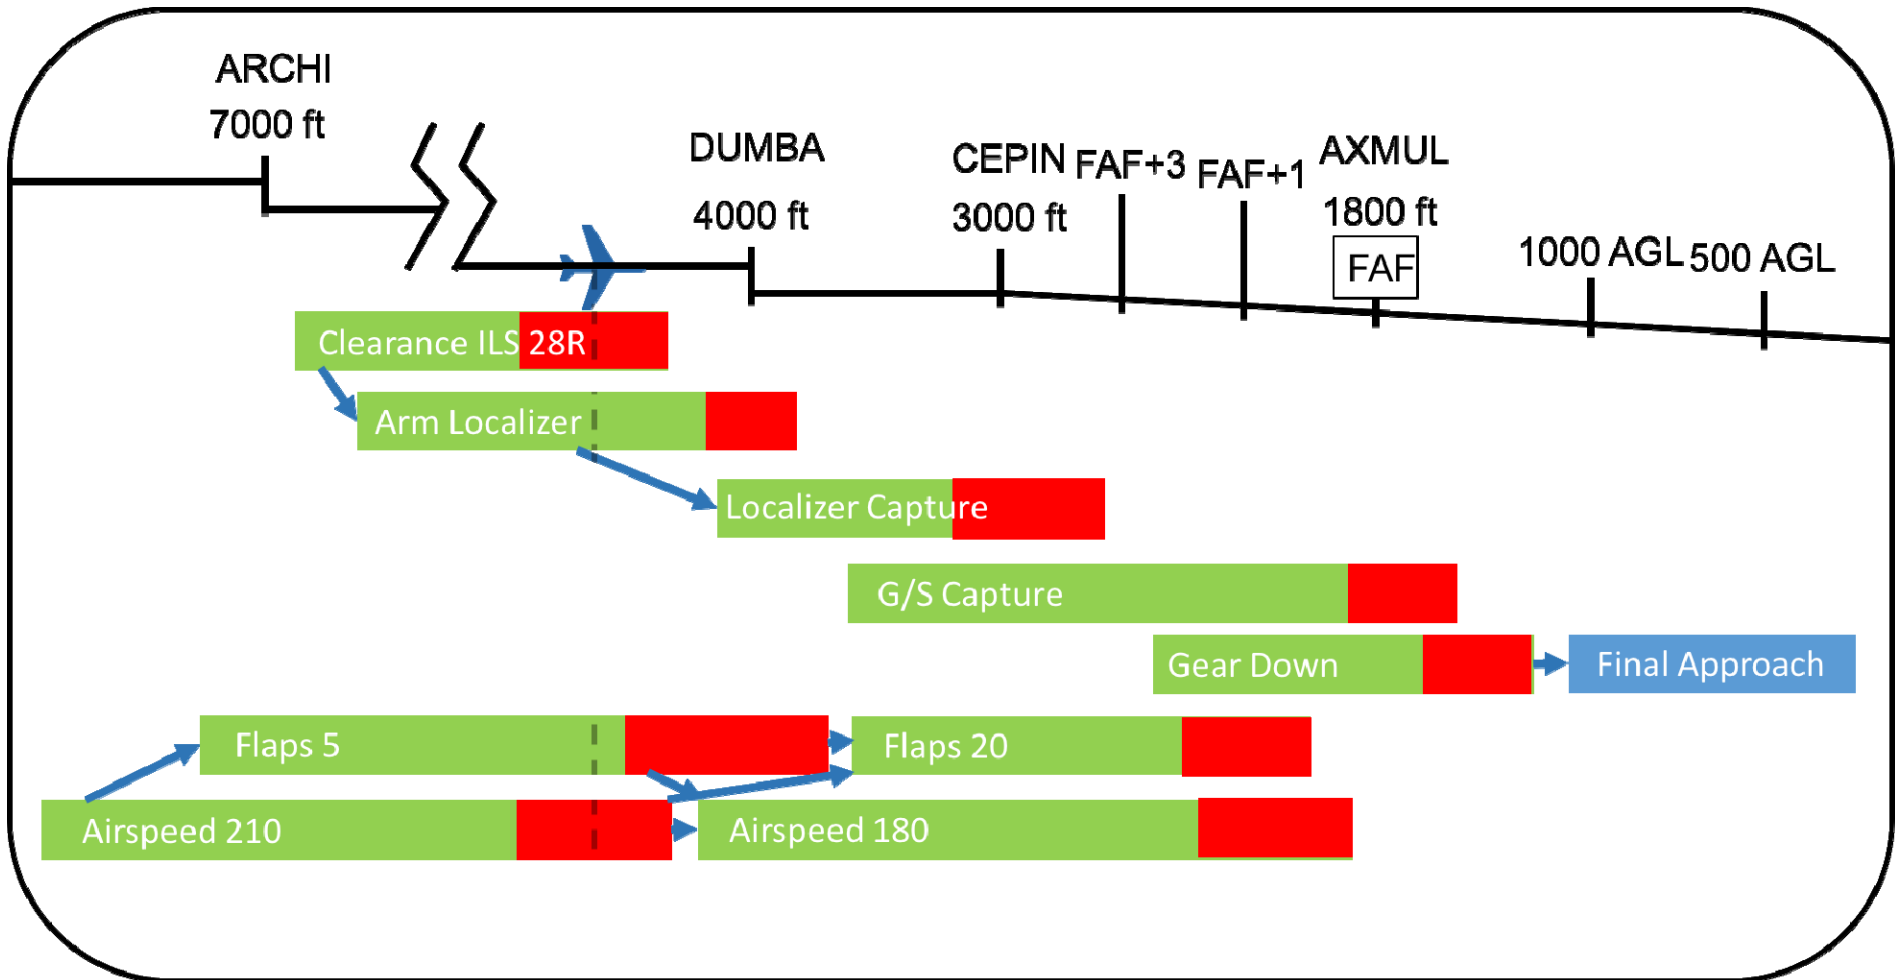 ARCHI
7000 ft
DUMBA
4000 ft
CEPIN
3000 ft
FAF+3
FAF+1
AXMUL
1800 ft
FAF
1000 AGL
500 AGL
Clearance ILS 28R
Arm Localizer
Localizer Capture
G/S Capture
Gear Down
Final Approach
Flaps 5
Flaps 20
Airspeed 210
Airspeed 180